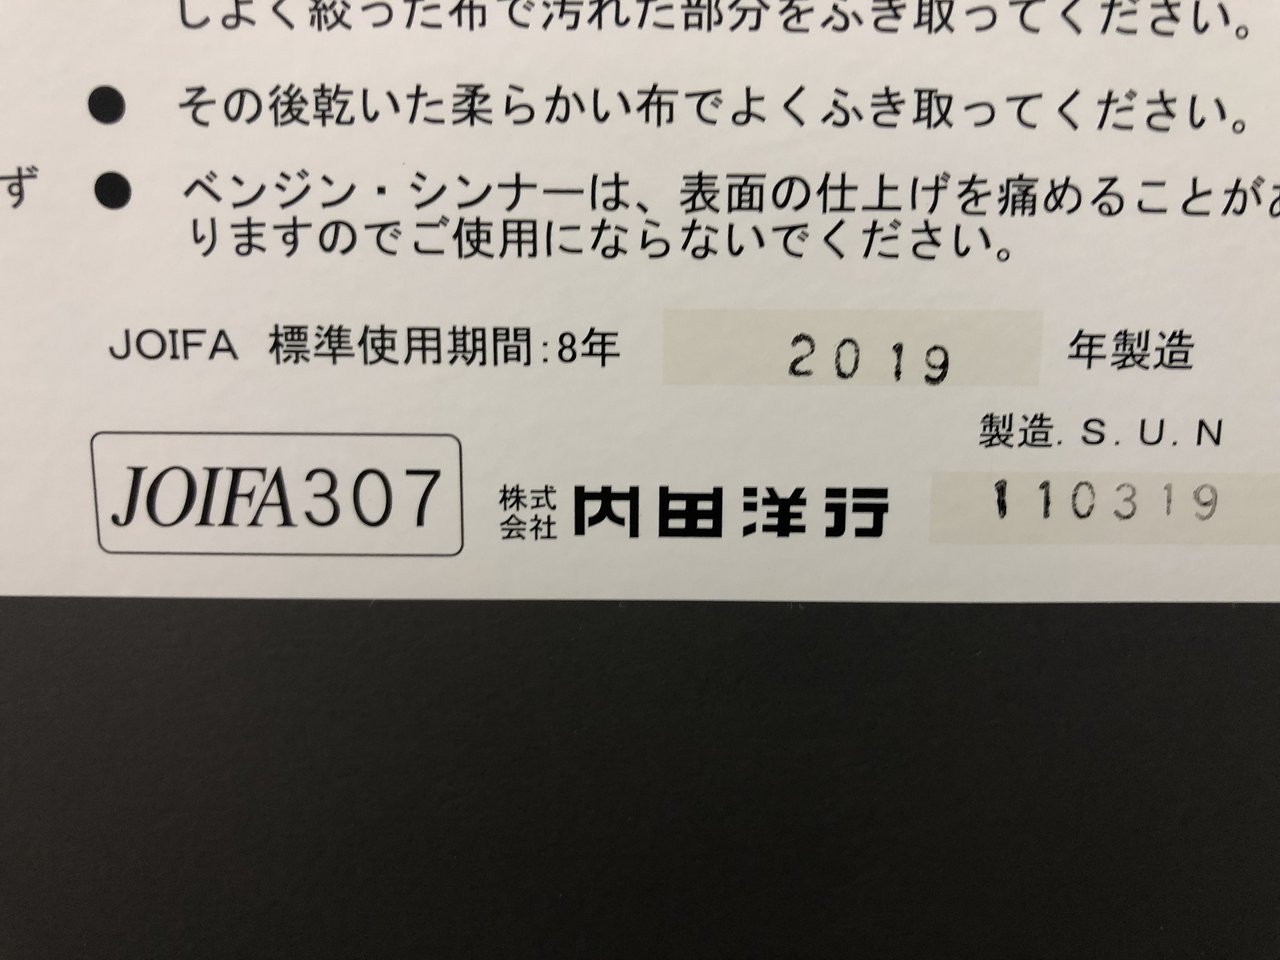 しよく絞った布で汚れた部分をふき取ってください。
● その後乾いた柔らかい布でよくふき取ってください。
ず
● ベンジン・シンナーは、表面の仕上げを痛めることがあ
りますのでご使用にならないでください。
JOIFA 標準使用期間:8年 2019 年製造
製造.S.U.N
JOIFA307 株式会社 内田洋行 110319